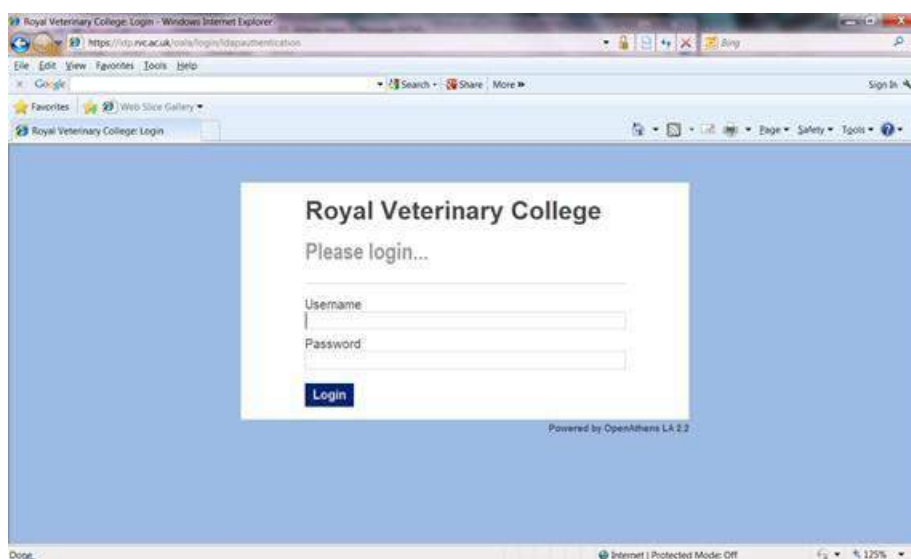 Royal Veterinary College: Login - Windows Internet Explorer
https://idp.rvc.ac.uk/oala/login/ldapauthentication
Bing
File Edit View Favorites Tools Help
x Google Search Share More » Sign In
Favorites Web Slice Gallery
Royal Veterinary College: Login Page Safety Tools
Royal Veterinary College
Please login...
Username
Password
Login
Powered by OpenAthens LA 2.2
Done Internet | Protected Mode: Off 125%